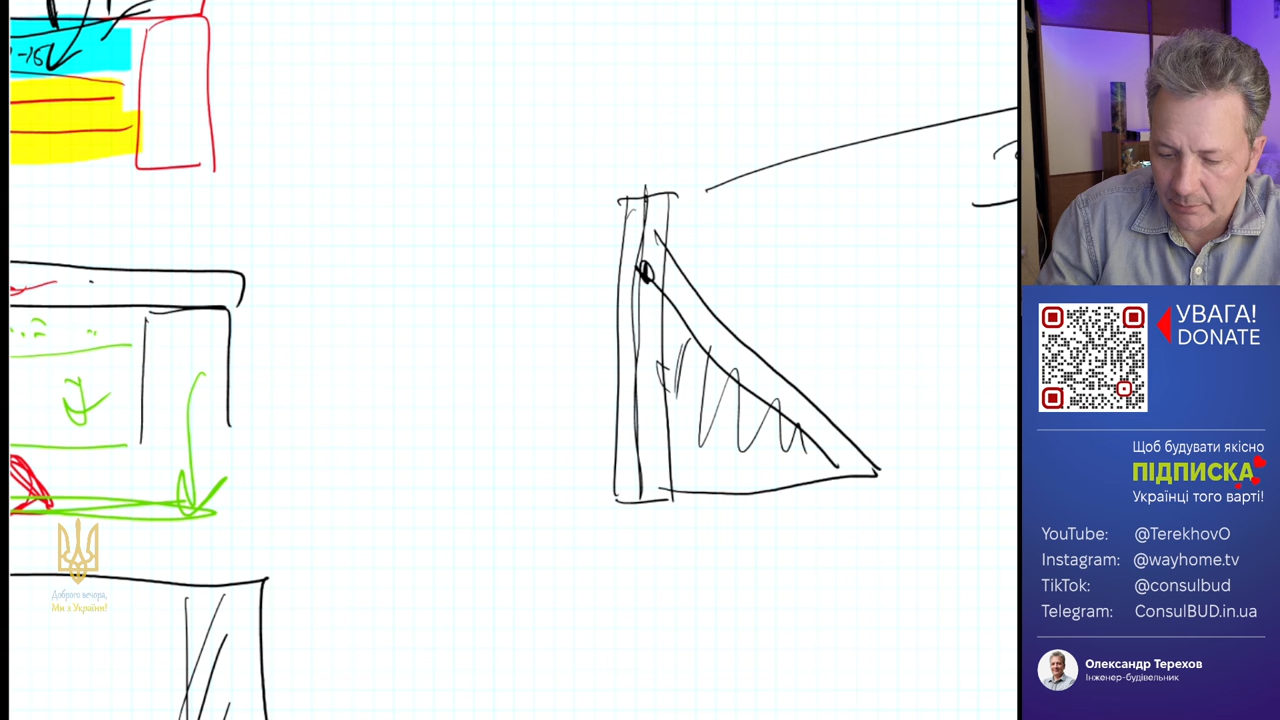 -15
УВАГА!
DONATE
Щоб будувати якісно
ПІДПИСКА
Українці того варті!
YouTube: @TerekhovO
Instagram: @wayhome.tv
TikTok: @consulbud
Telegram: ConsulBUD.in.ua
Олександр Терехов
Інженер-будівельник
Доброго вечора,
Ми з України!